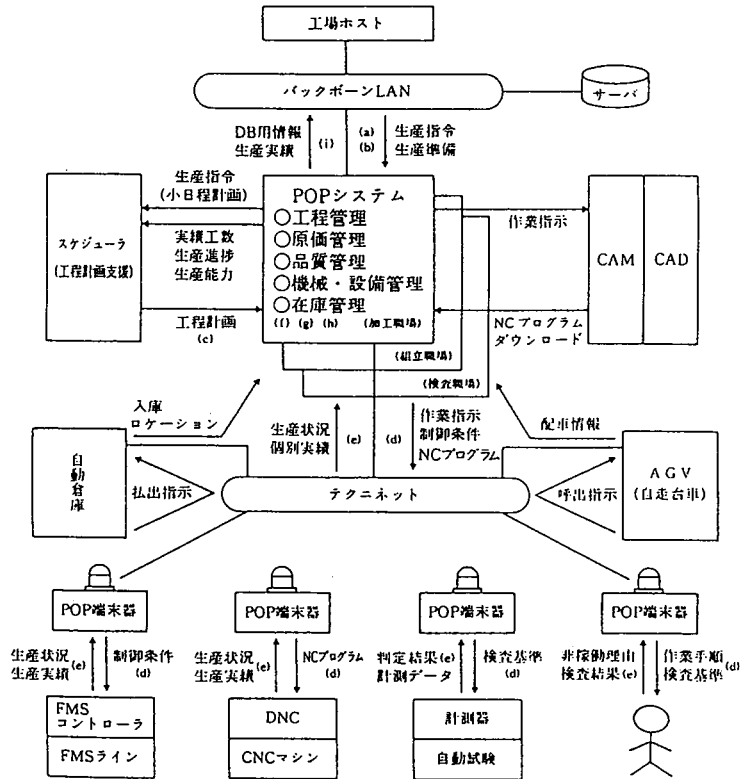 工場ホスト
バックボーンLAN
サーバ
DB用情報
生産実績
(i)
(a)
(b)
生産指令
生産準備
生産指令
(小日程計画)
実績工数
生産進捗
生産能力
工程計画
(c)
スケジューラ
(工程計画支援)
POPシステム
○工程管理
○原価管理
○品質管理
○機械・設備管理
○在庫管理
(f) (g) (h) (加工職場)
(組立職場)
(検査職場)
作業指示
NCプログラム
ダウンロード
CAM
CAD
入庫
ロケーション
生産状況
個別実績
(e)
(d)
作業指示
制御条件
NCプログラム
配車情報
自動倉庫
払出指示
テクニネット
呼出指示
AGV
(自走台車)
POP端末器
POP端末器
POP端末器
POP端末器
生産状況
生産実績
(e)
制御条件
(d)
生産状況
生産実績
(e)
NCプログラム
(d)
判定結果(e)
計測データ
検査基準
(d)
非稼働理由
検査結果(e)
作業手順
検査基準(d)
FMS
コントローラ
FMSライン
DNC
CNCマシン
計測器
自動試験